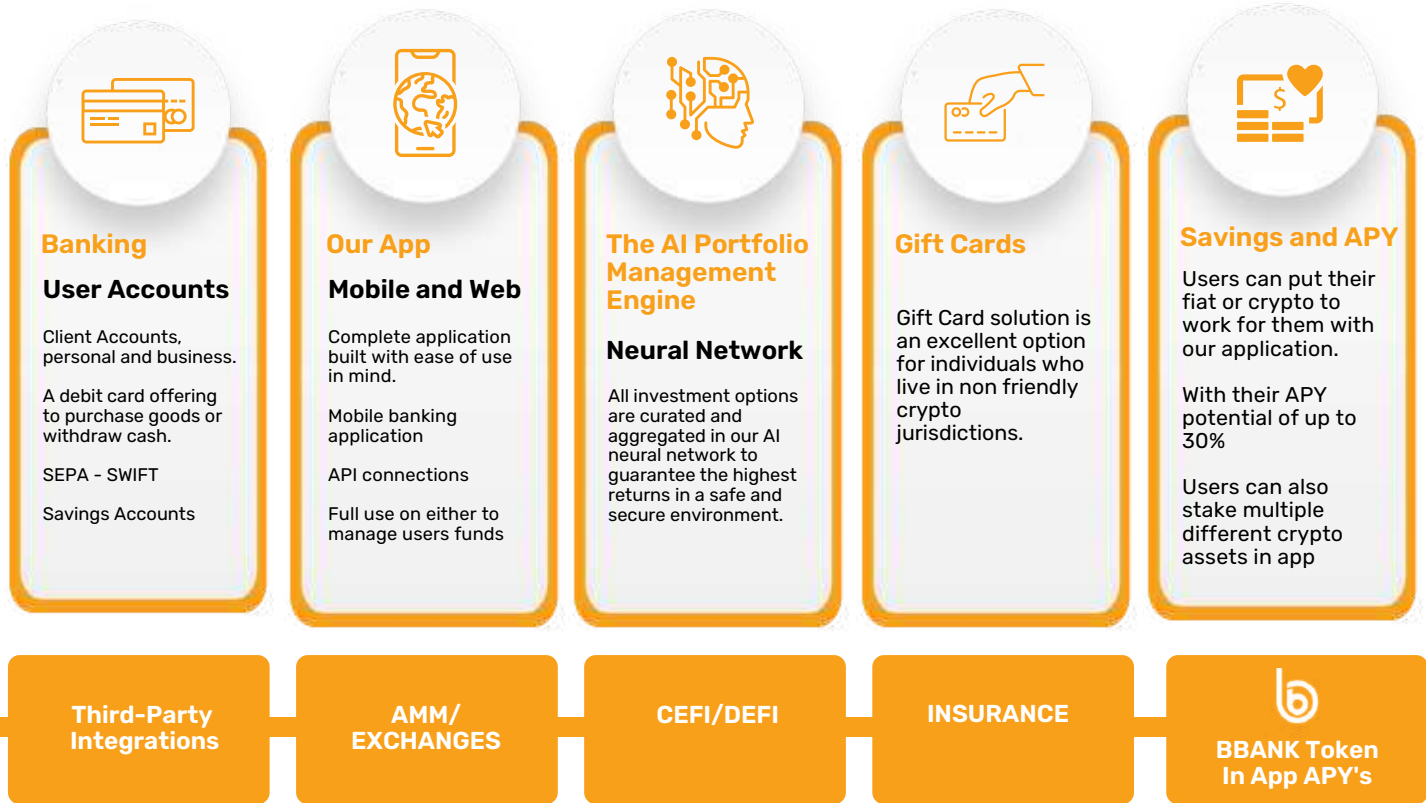 Banking
User Accounts
Client Accounts,
personal and business.
A debit card offering
to purchase goods or
withdraw cash.
SEPA - SWIFT
Savings Accounts
Our App
Mobile and Web
Complete application
built with ease of use
in mind.
Mobile banking
application
API connections
Full use on either to
manage users funds
The AI Portfolio
Management
Engine
Neural Network
All investment options
are curated and
aggregated in our AI
neural network to
guarantee the highest
returns in a safe and
secure environment.
Gift Cards
Gift Card solution is
an excellent option
for individuals who
live in non friendly
crypto
jurisdictions.
Savings and APY
$
Users can put their
fiat or crypto to
work for them with
our application.
With their APY
potential of up to
30%
Users can also
stake multiple
different crypto
assets in app
Third-Party
Integrations
AMM/
EXCHANGES
CEFI/DEFI
INSURANCE
b
BBANK Token
In App APY's